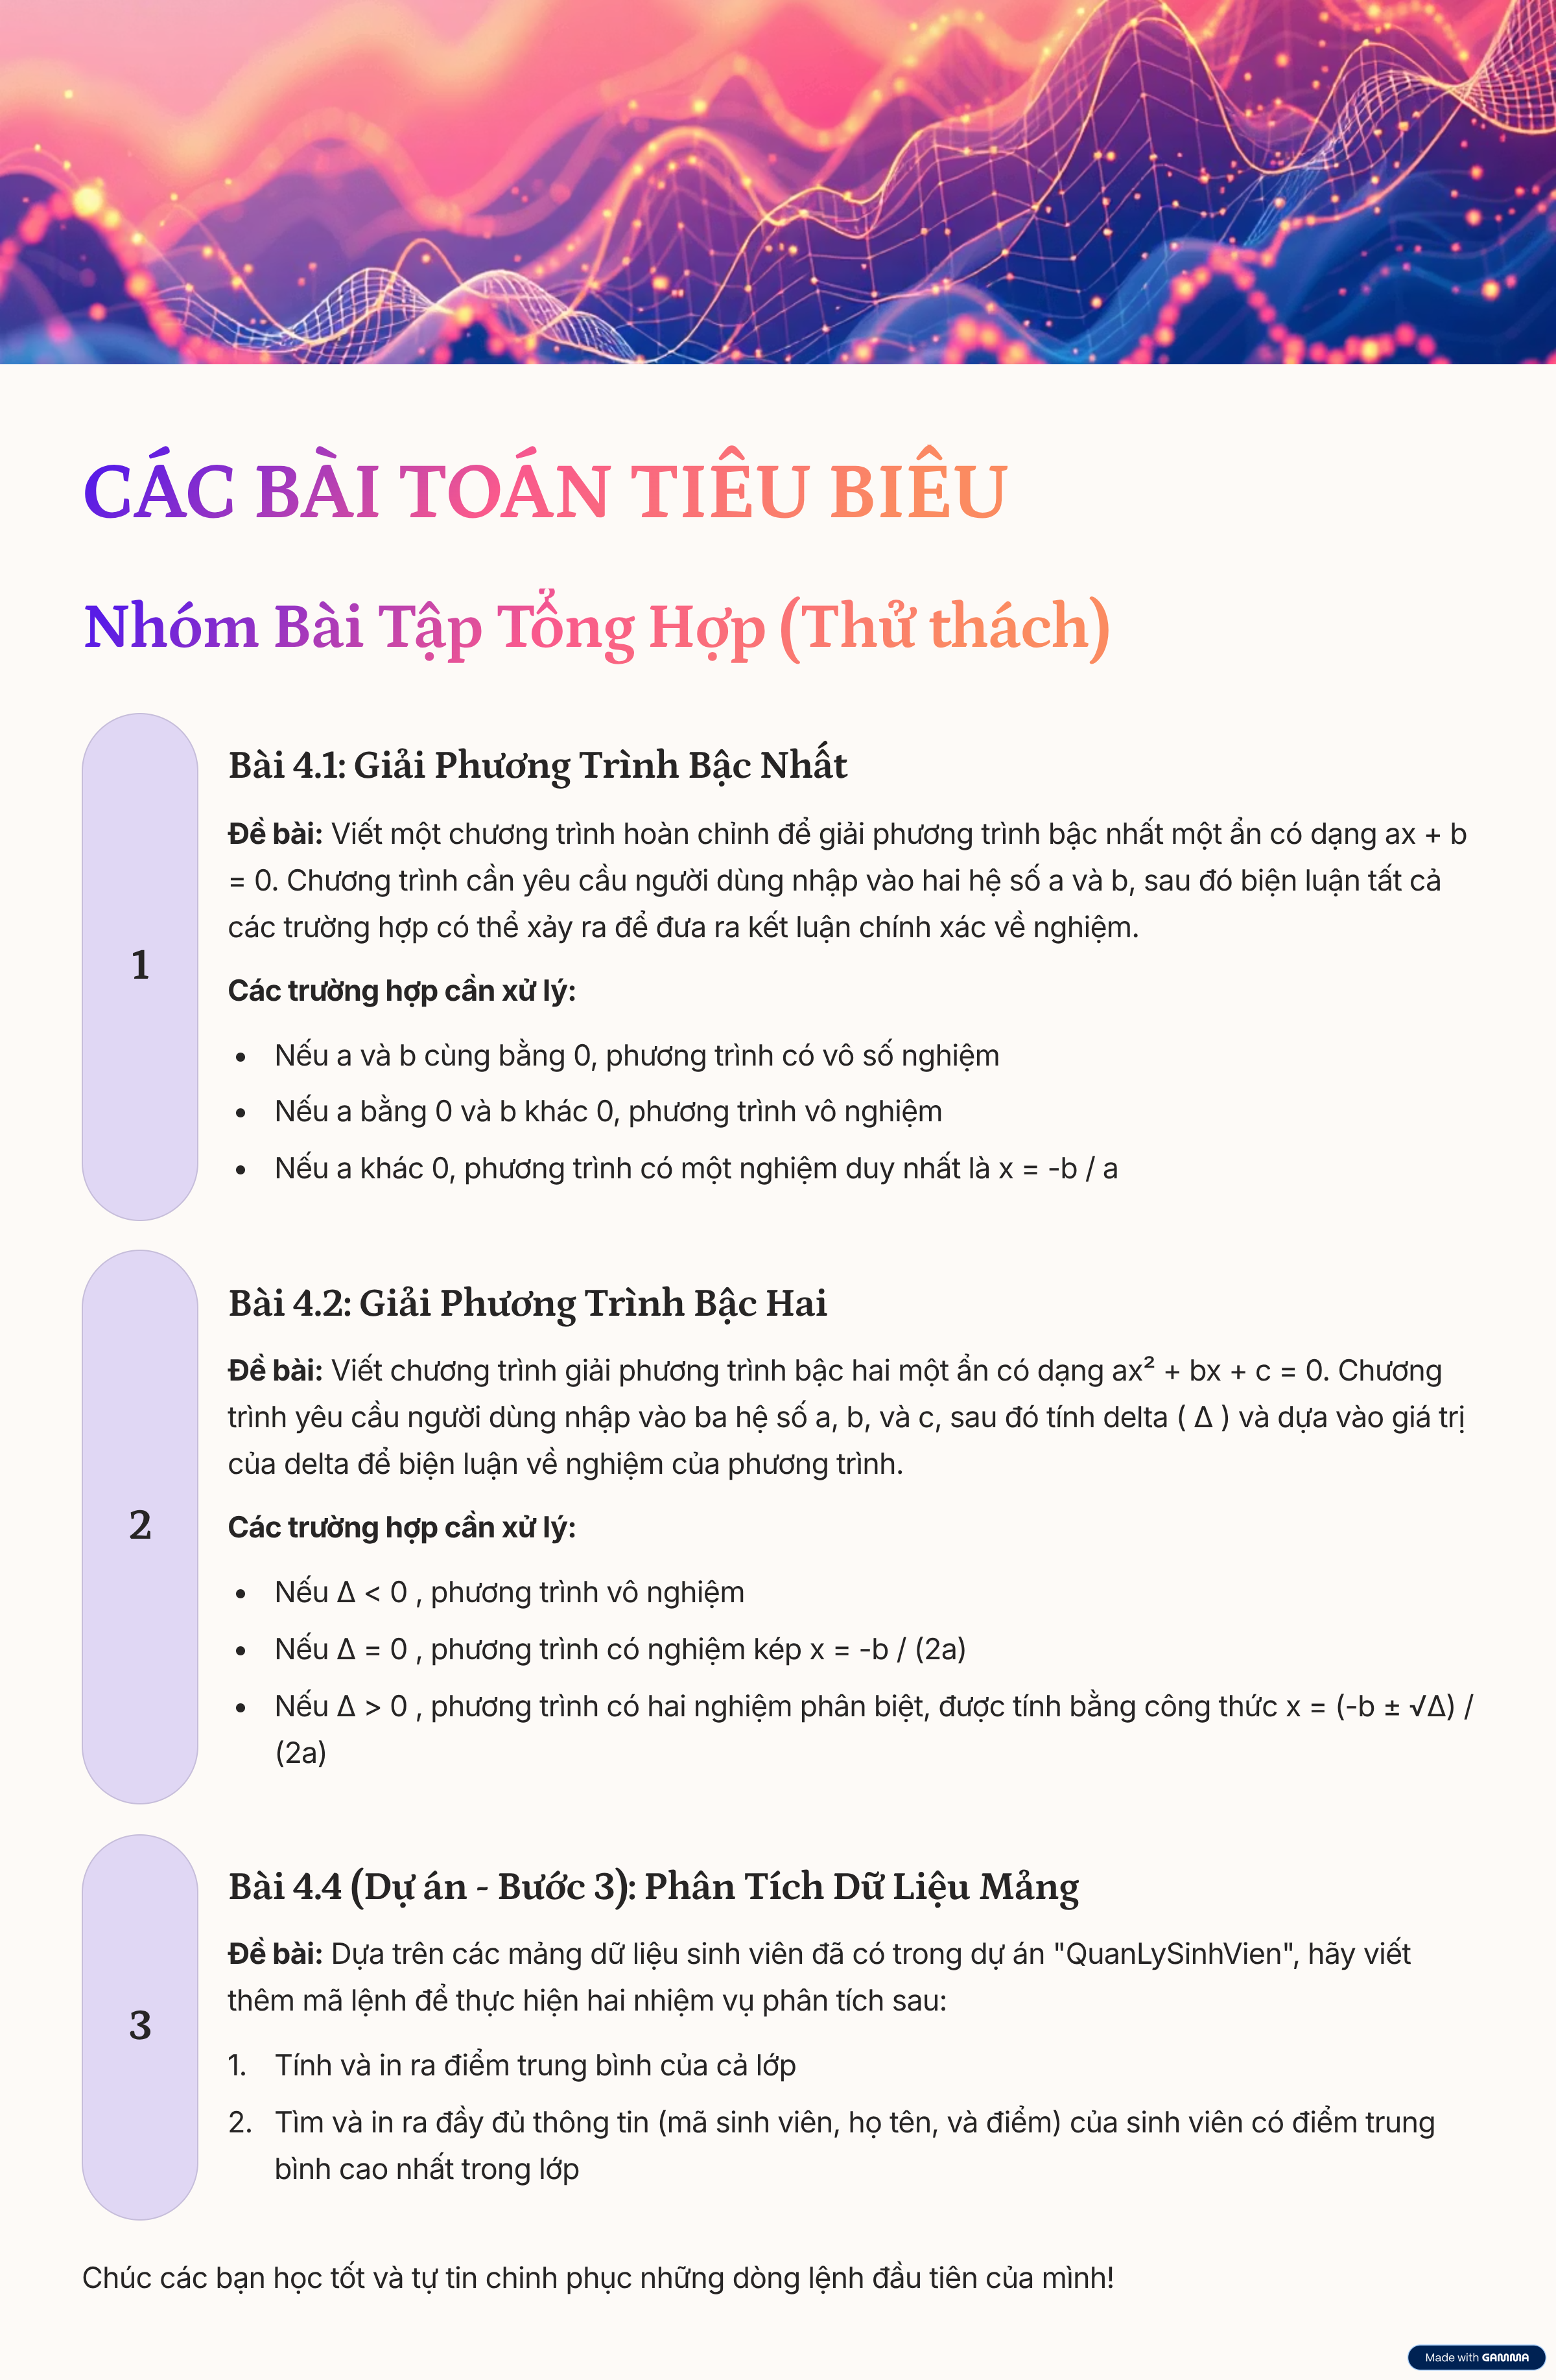 CÁC BÀI TOÁN TIÊU BIÊU
Nhóm Bài Tập Tổng Hợp (Thử thách)
1
Bài 4.1: Giải Phương Trình Bậc Nhất
Đề bài: Viết một chương trình hoàn chỉnh để giải phương trình bậc nhất một ẩn có dạng ax + b
= 0. Chương trình cần yêu cầu người dùng nhập vào hai hệ số a và b, sau đó biện luận tất cả
các trường hợp có thể xảy ra để đưa ra kết luận chính xác về nghiệm.
Các trường hợp cần xử lý:
• Nếu a và b cùng bằng 0, phương trình có vô số nghiệm
• Nếu a bằng 0 và b khác 0, phương trình vô nghiệm
• Nếu a khác 0, phương trình có một nghiệm duy nhất là x = -b / a
2
Bài 4.2: Giải Phương Trình Bậc Hai
Đề bài: Viết chương trình giải phương trình bậc hai một ẩn có dạng ax² + bx + c = 0. Chương
trình yêu cầu người dùng nhập vào ba hệ số a, b, và c, sau đó tính delta ( Δ ) và dựa vào giá trị
của delta để biện luận về nghiệm của phương trình.
Các trường hợp cần xử lý:
• Nếu Δ < 0 , phương trình vô nghiệm
• Nếu Δ = 0 , phương trình có nghiệm kép x = -b / (2a)
• Nếu Δ > 0 , phương trình có hai nghiệm phân biệt, được tính bằng công thức x = (-b ± √Δ) /
(2a)
3
Bài 4.4 (Dự án - Bước 3): Phân Tích Dữ Liệu Mảng
Đề bài: Dựa trên các mảng dữ liệu sinh viên đã có trong dự án "QuanLySinhVien", hãy viết
thêm mã lệnh để thực hiện hai nhiệm vụ phân tích sau:
1. Tính và in ra điểm trung bình của cả lớp
2. Tìm và in ra đầy đủ thông tin (mã sinh viên, họ tên, và điểm) của sinh viên có điểm trung
bình cao nhất trong lớp
Chúc các bạn học tốt và tự tin chinh phục những dòng lệnh đầu tiên của mình!
Made with GAMMA